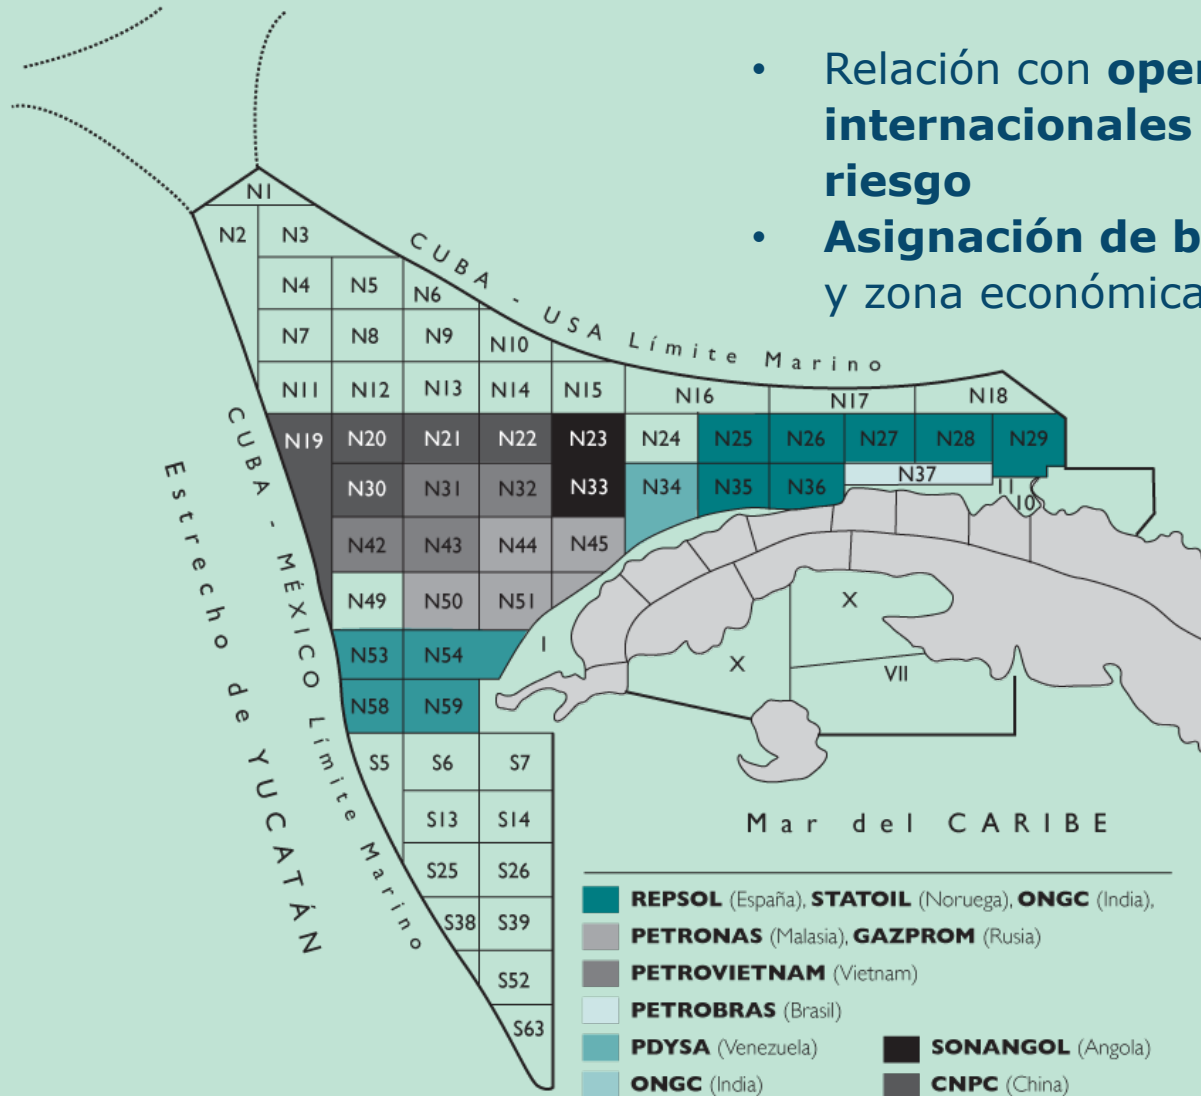 • Relación con oper
internacionales
riesgo
• Asignación de b
y zona económica
N1
N2 N3
CUBA - USA Límite Marino
N4 N5 N6
N7 N8 N9 N10
N11 N12 N13 N14 N15 N16 N17 N18
N19 N20 N21 N22 N23 N24 N25 N26 N27 N28 N29
N30 N31 N32 N33 N34 N35 N36 N37
II
10
N42 N43 N44 N45
N49 N50 N51
N53 N54 I
N58 N59
X
X
VII
CUBA - MÉXICO Límite Marino
Estrecho de YUCATÁN
S5 S6 S7
S13 S14
S25 S26
S38 S39
S52
S63
Mar del CARIBE
REPSOL (España), STATOIL (Noruega), ONGC (India),
PETRONAS (Malasia), GAZPROM (Rusia)
PETROVIETNAM (Vietnam)
PETROBRAS (Brasil)
PDYSA (Venezuela) SONANGOL (Angola)
ONGC (India) CNPC (China)